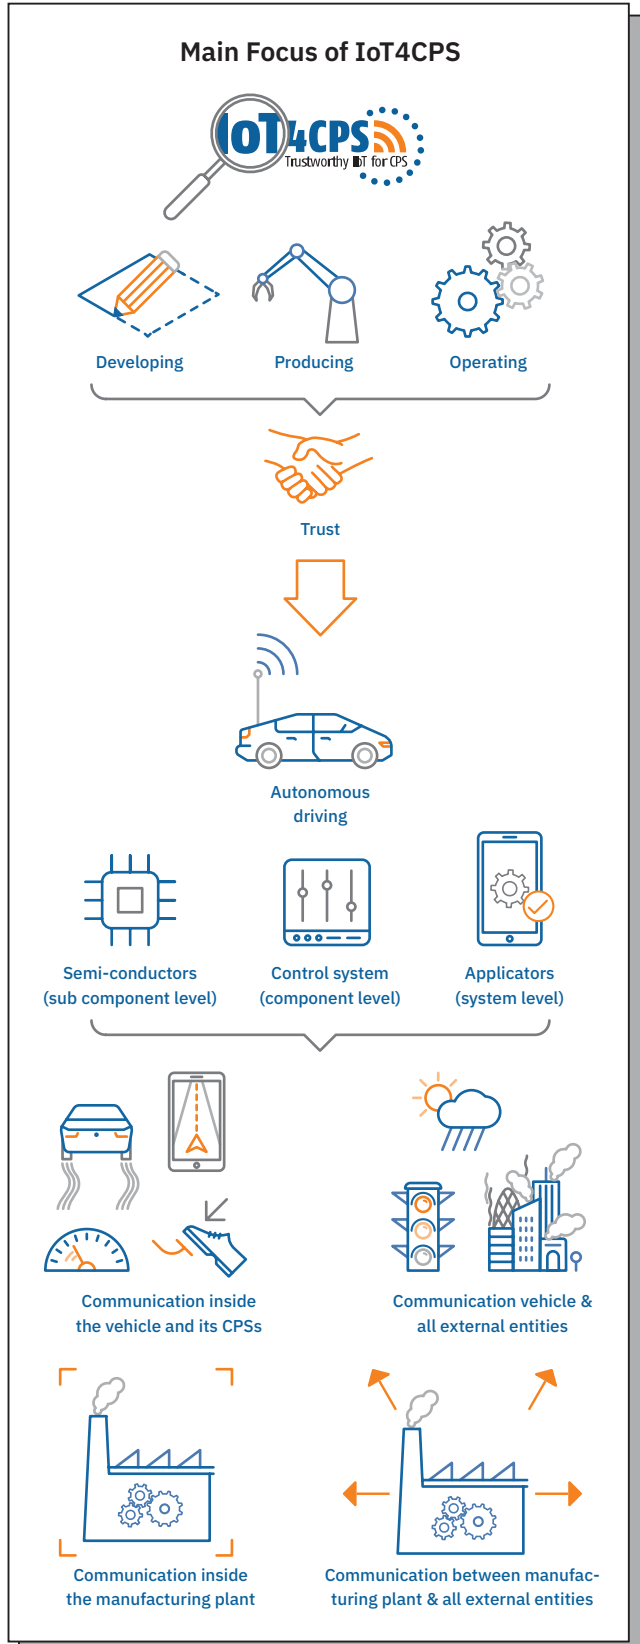 Main Focus of IoT4CPS
IoT4CPS
Trustworthy IoT for CPS
Developing
Producing
Operating
Trust
Autonomous
driving
Semi-conductors
(sub component level)
Control system
(component level)
Applicators
(system level)
Communication inside
the vehicle and its CPSs
Communication vehicle &
all external entities
Communication inside
the manufacturing plant
Communication between manufac-
turing plant & all external entities